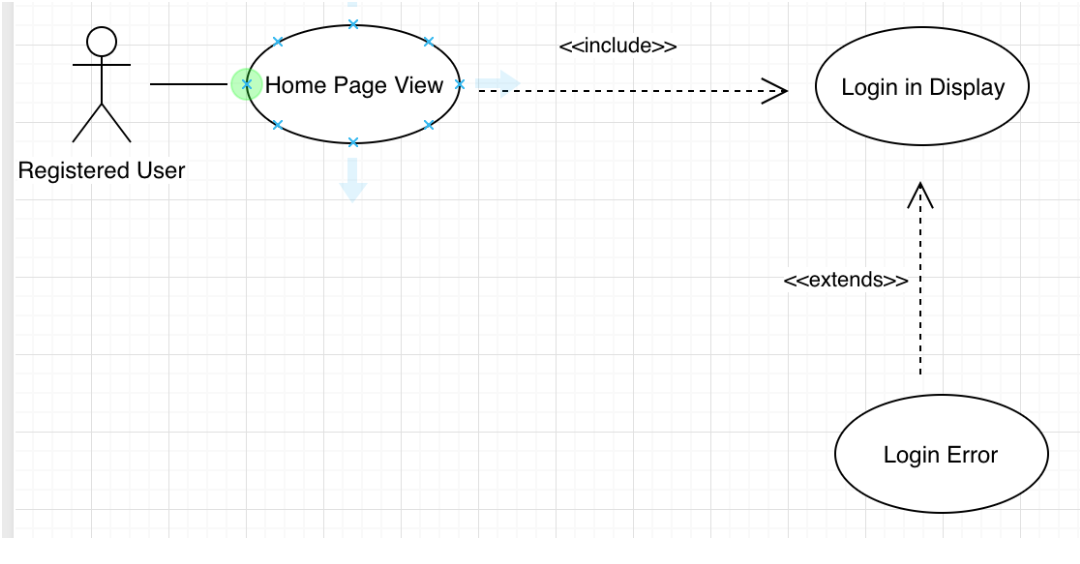 <<include>>
Home Page View
Login in Display
Registered User
<<extends>>
Login Error